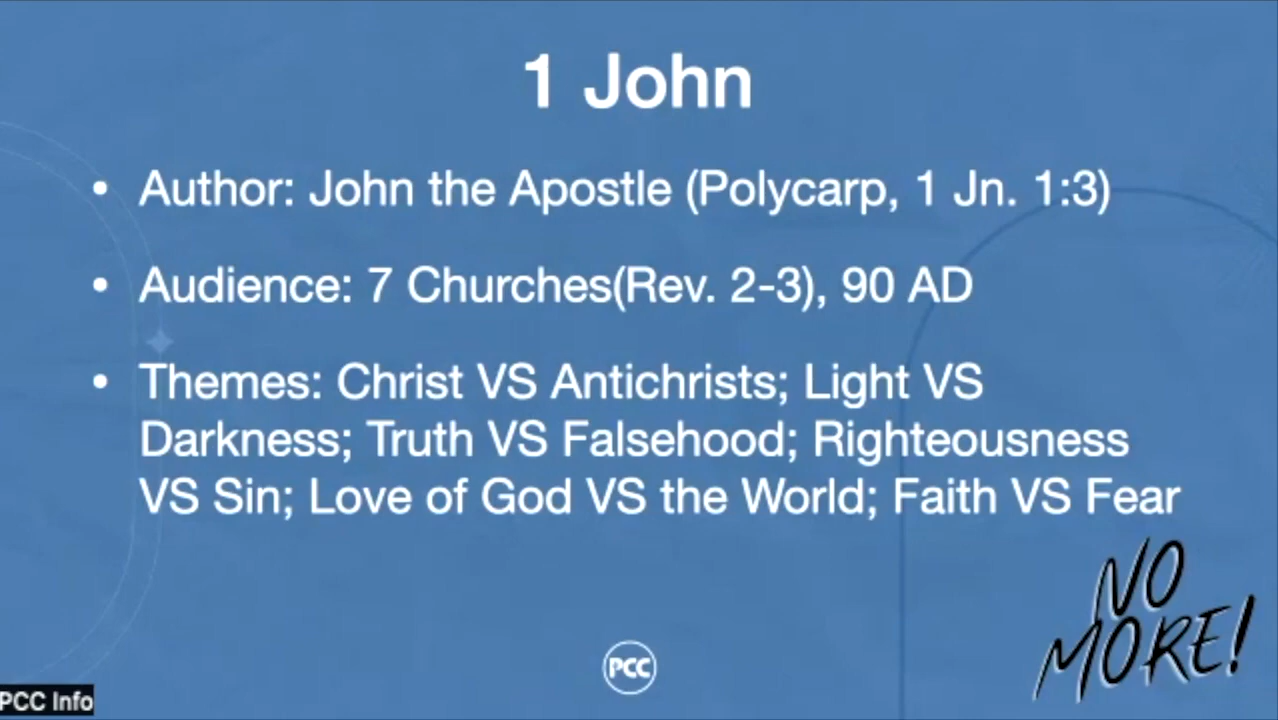 1 John
• Author: John the Apostle (Polycarp, 1 Jn. 1:3)
• Audience: 7 Churches(Rev. 2-3), 90 AD
• Themes: Christ VS Antichrists; Light VS
Darkness; Truth VS Falsehood; Righteousness
VS Sin; Love of God VS the World; Faith VS Fear
NO
MORE!
PCC
PCC Info